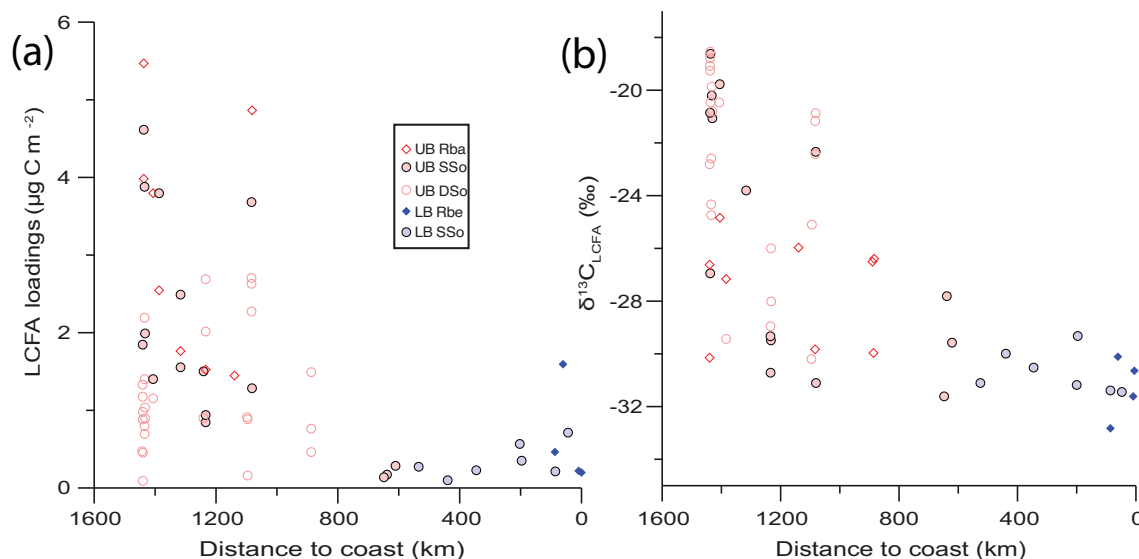 (a)
LCFA loadings (µg C m⁻²)
6
4
2
0
1600 1200 800 400 0
Distance to coast (km)
UB Rba
UB SSo
UB DSo
LB Rbe
LB SSo
(b)
δ¹³C_LCFA (‰)
-20
-24
-28
-32
1600 1200 800 400 0
Distance to coast (km)